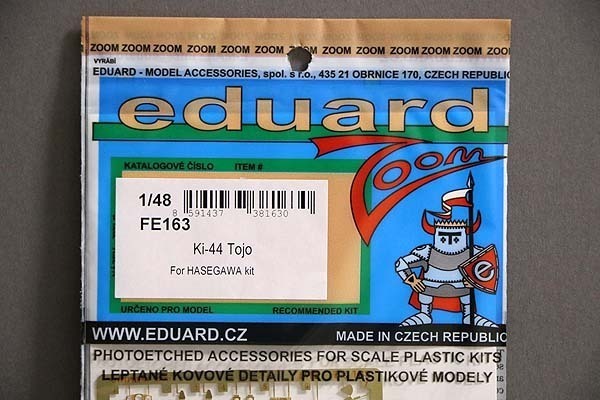 ZOOM ZOOM ZOOM ZOOM ZOOM ZOOM ZOOM ZOOM ZOOM ZOOM ZOOM
VYRÁBÍ
EDUARD - MODEL ACCESSORIES, spol. s r.o., 435 21 OBRNICE 170, CZECH REPUBLIC
eduard
Zoom
KATALOGOVÉ ČÍSLO ITEM #
1/48
8 591437 381630
FE163
Ki-44 Tojo
For HASEGAWA kit
e
URČENO PRO MODEL RECOMMENDED KIT
WWW.EDUARD.CZ MADE IN CZECH REPUBLIC
PHOTOETCHED ACCESSORIES FOR SCALE PLASTIC KITS
LEPTANÉ KOVOVÉ DETAILY PRO PLASTIKOVÉ MODELY